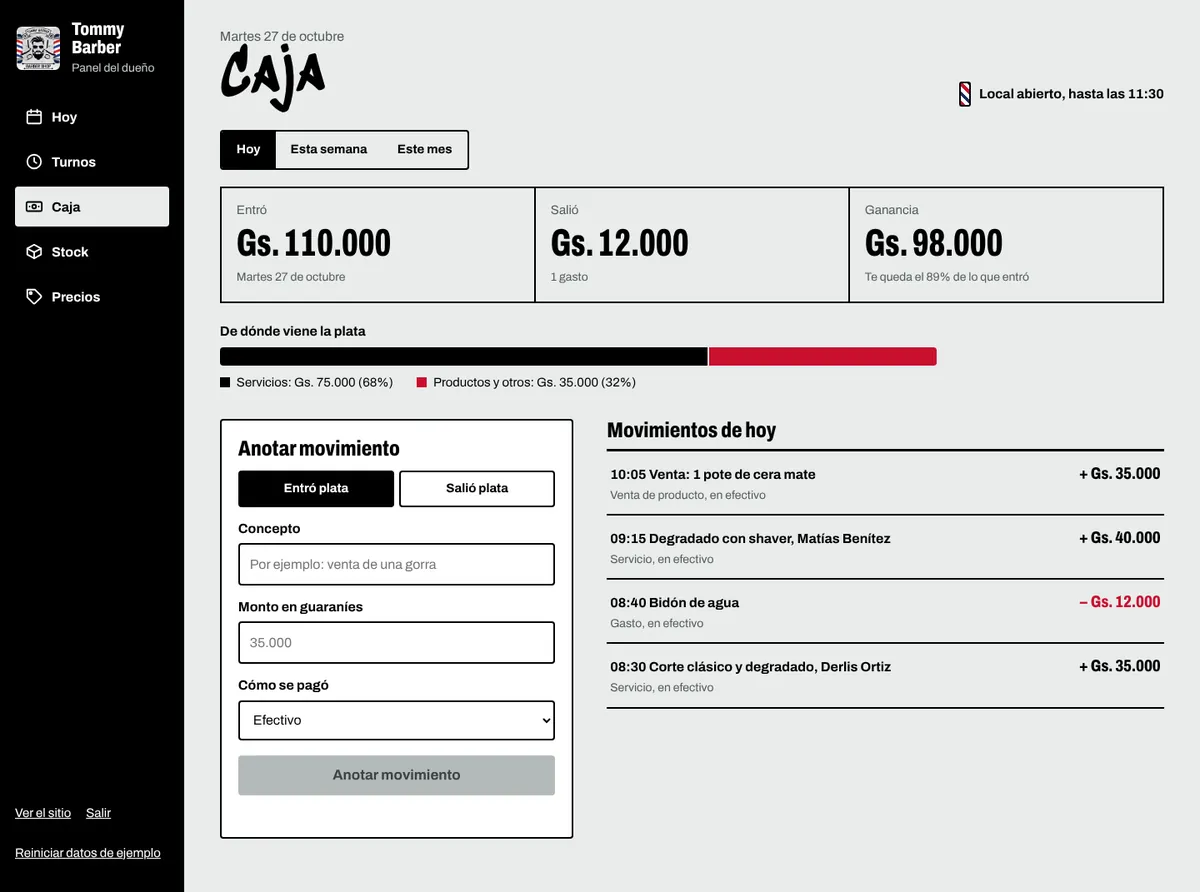 Tommy
Barber
Panel del dueño
Hoy
Turnos
Caja
Stock
Precios
Ver el sitio Salir
Reiniciar datos de ejemplo
Martes 27 de octubre
Caja
Local abierto, hasta las 11:30
Hoy Esta semana Este mes
Entró
Gs. 110.000
Martes 27 de octubre
Salió
Gs. 12.000
1 gasto
Ganancia
Gs. 98.000
Te queda el 89% de lo que entró
De dónde viene la plata
Servicios: Gs. 75.000 (68%) Productos y otros: Gs. 35.000 (32%)
Anotar movimiento
Entró plata Salió plata
Concepto
Por ejemplo: venta de una gorra
Monto en guaraníes
35.000
Cómo se pagó
Efectivo
Anotar movimiento
Movimientos de hoy
10:05 Venta: 1 pote de cera mate + Gs. 35.000
Venta de producto, en efectivo
09:15 Degradado con shaver, Matías Benítez + Gs. 40.000
Servicio, en efectivo
08:40 Bidón de agua – Gs. 12.000
Gasto, en efectivo
08:30 Corte clásico y degradado, Derlis Ortiz + Gs. 35.000
Servicio, en efectivo